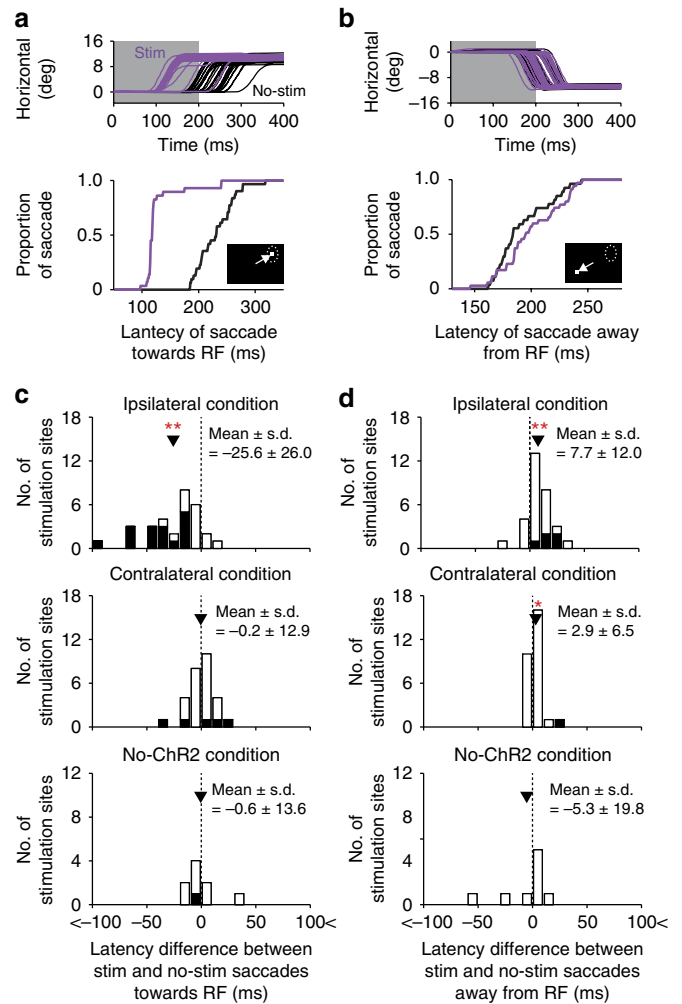 a
16
8
0
Horizontal
(deg)
Stim
No-stim
0 100 200 300 400
Time (ms)
1.0
0.5
0
Proportion
of saccade
100 200 300
Lantecy of saccade
towards RF (ms)
b
0
−8
−16
Horizontal
(deg)
0 100 200 300 400
Time (ms)
1.0
0.5
0
Proportion
of saccade
150 200 250
Latency of saccade away
from RF (ms)
c
Ipsilateral condition
18
12
6
0
No. of
stimulation sites
**
Mean ± s.d.
= −25.6 ± 26.0
Contralateral condition
18
12
6
0
No. of
stimulation sites
Mean ± s.d.
= −0.2 ± 12.9
No-ChR2 condition
12
8
4
0
No. of
stimulation sites
Mean ± s.d.
= −0.6 ± 13.6
<−100 −50 0 50 100<
Latency difference between
stim and no-stim saccades
towards RF (ms)
d
Ipsilateral condition
18
12
6
0
No. of
stimulation sites
**
Mean ± s.d.
= 7.7 ± 12.0
Contralateral condition
18
12
6
0
No. of
stimulation sites
*
Mean ± s.d.
= 2.9 ± 6.5
No-ChR2 condition
12
8
4
0
No. of
stimulation sites
Mean ± s.d.
= −5.3 ± 19.8
<−100 −50 0 50 100<
Latency difference between
stim and no-stim saccades
away from RF (ms)